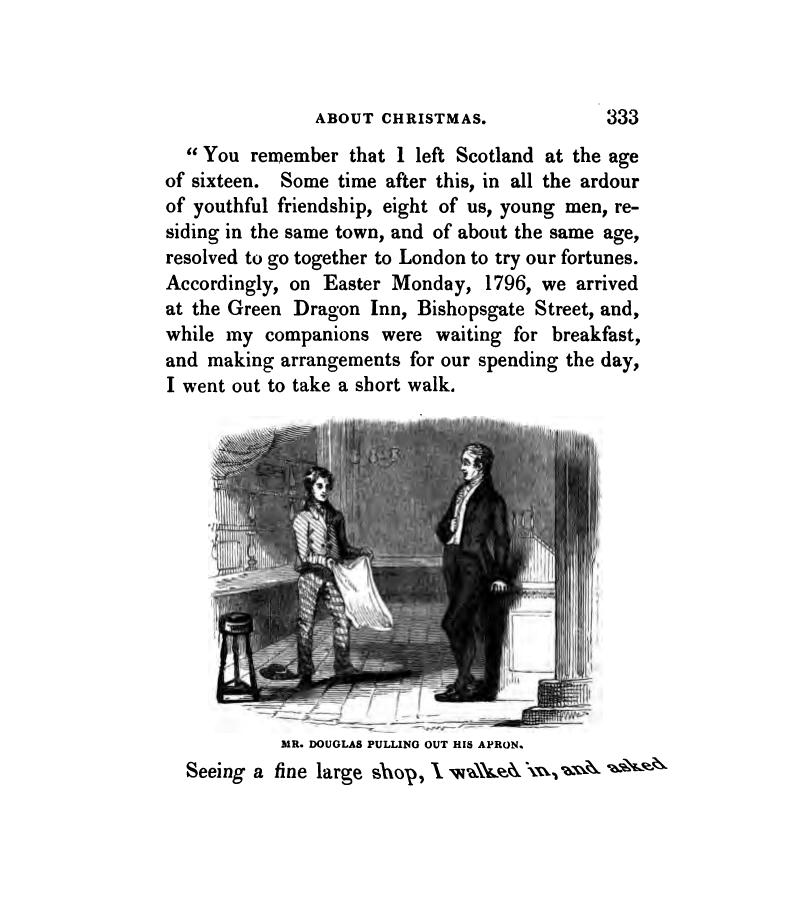 ABOUT CHRISTMAS. 333
“ You remember that I left Scotland at the age
of sixteen. Some time after this, in all the ardour
of youthful friendship, eight of us, young men, re-
siding in the same town, and of about the same age,
resolved to go together to London to try our fortunes.
Accordingly, on Easter Monday, 1796, we arrived
at the Green Dragon Inn, Bishopsgate Street, and,
while my companions were waiting for breakfast,
and making arrangements for our spending the day,
I went out to take a short walk.
MR. DOUGLAS PULLING OUT HIS APRON.
Seeing a fine large shop, I walked in, and asked